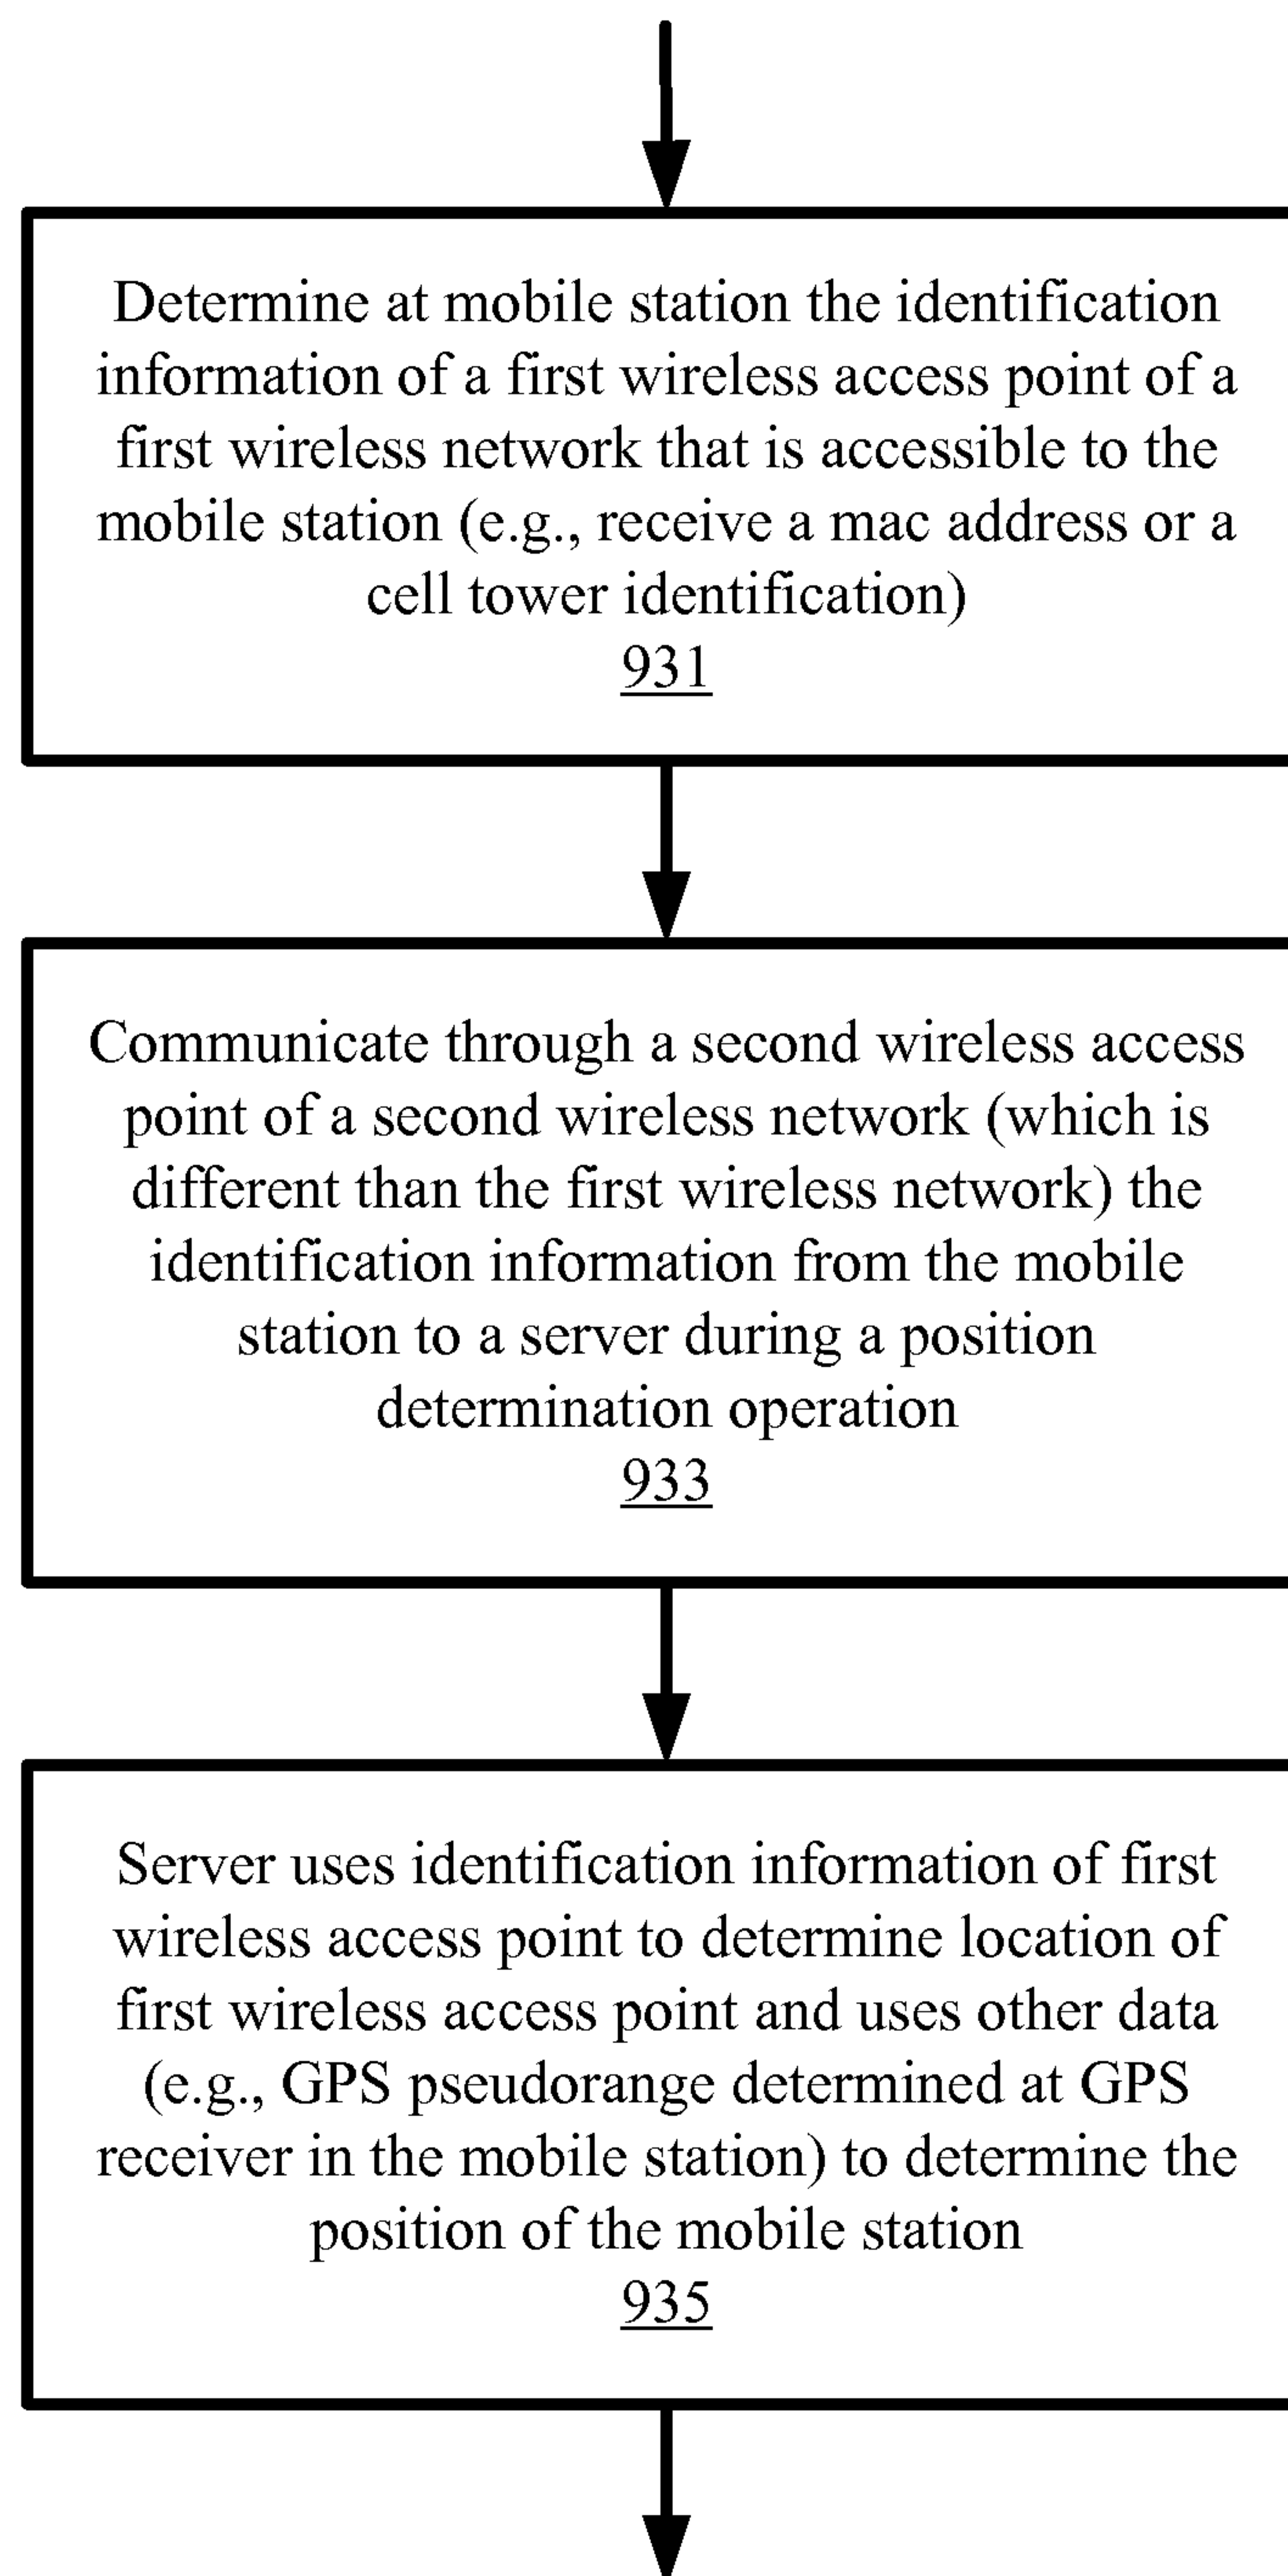 Determine at mobile station the identification
information of a first wireless access point of a
first wireless network that is accessible to the
mobile station (e.g., receive a mac address or a
cell tower identification)
931
Communicate through a second wireless access
point of a second wireless network (which is
different than the first wireless network) the
identification information from the mobile
station to a server during a position
determination operation
933
Server uses identification information of first
wireless access point to determine location of
first wireless access point and uses other data
(e.g., GPS pseudorange determined at GPS
receiver in the mobile station) to determine the
position of the mobile station
935